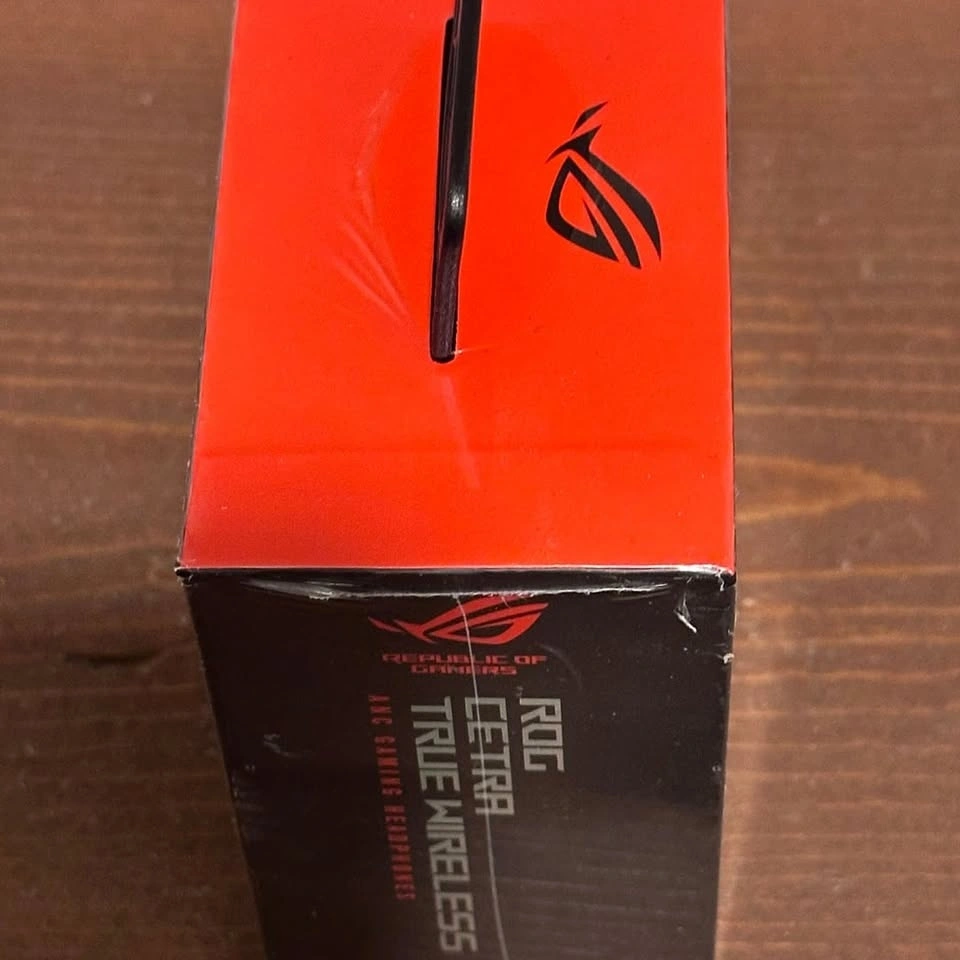 REPUBLIC OF
GAMERS
ROG
CETRA
TRUE WIRELESS
ANC GAMING HEADPHONES